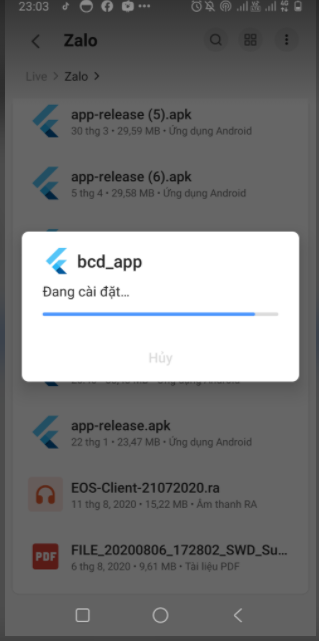 23:03
Zalo
Live > Zalo >
app-release (5).apk
30 thg 3 • 29,59 MB • Ứng dụng Android
app-release (6).apk
5 thg 4 • 29,58 MB • Ứng dụng Android
bcd_app
Đang cài đặt...
Hủy
app-release.apk
22 thg 1 • 23,47 MB • Ứng dụng Android
EOS-Client-21072020.ra
11 thg 8, 2020 • 15,22 MB • Âm thanh RA
PDF
FILE_20200806_172802_SWD_Su...
6 thg 8, 2020 • 9,61 MB • Tài liệu PDF